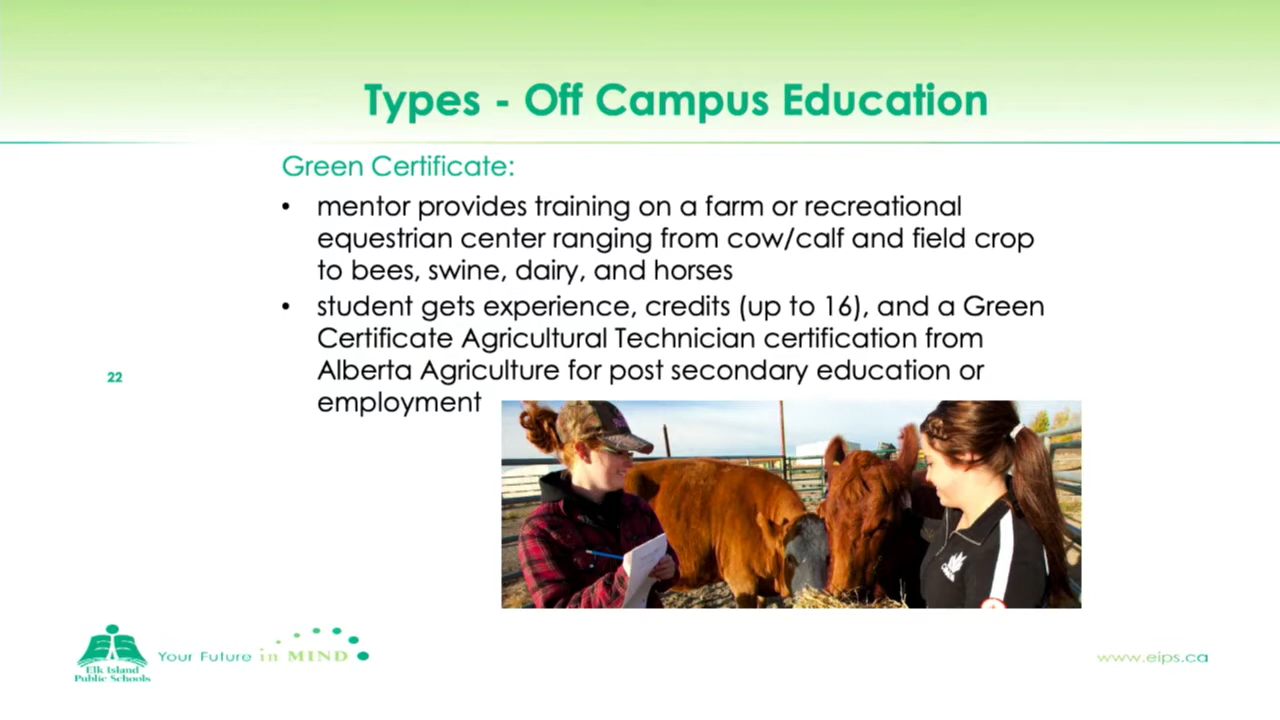 Types - Off Campus Education
Green Certificate:
• mentor provides training on a farm or recreational
equestrian center ranging from cow/calf and field crop
to bees, swine, dairy, and horses
• student gets experience, credits (up to 16), and a Green
Certificate Agricultural Technician certification from
Alberta Agriculture for post secondary education or
employment
22
Elk Island
Public Schools
Your Future in MIND
www.eips.ca